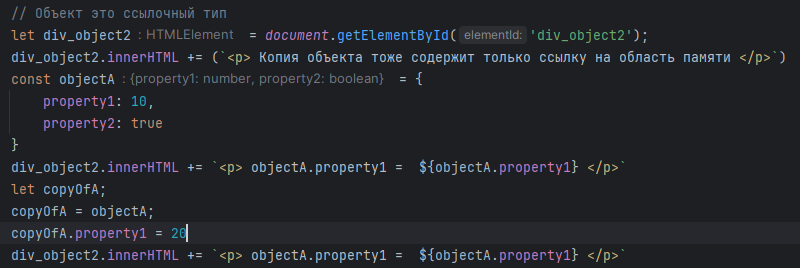 // Объект это ссылочный тип
let div_object2 : HTMLElement = document.getElementById( elementId: 'div_object2');
div_object2.innerHTML += (`<p> Копия объекта тоже содержит только ссылку на область памяти </p>`)
const objectA : {property1: number, property2: boolean} = {
    property1: 10,
    property2: true
}
div_object2.innerHTML += `<p> objectA.property1 =  ${objectA.property1} </p>`
let copyOfA;
copyOfA = objectA;
copyOfA.property1 = 20
div_object2.innerHTML += `<p> objectA.property1 =  ${objectA.property1} </p>`